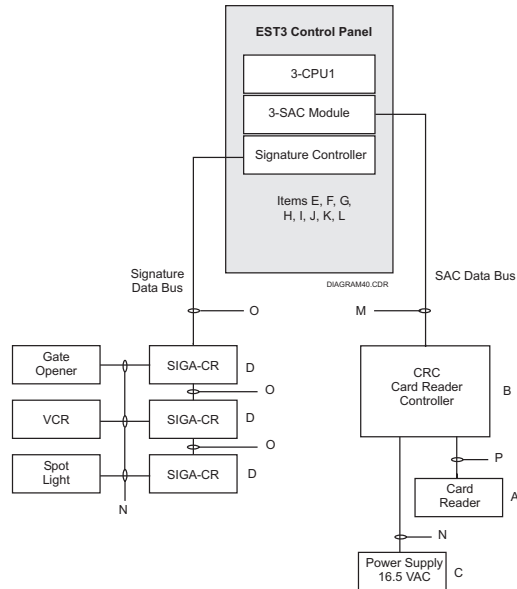 EST3 Control Panel
3-CPU1
3-SAC Module
Signature Controller
Items E, F, G,
H, I, J, K, L
DIAGRAM40.CDR
Signature
Data Bus
SAC Data Bus
O
M
Gate
Opener
SIGA-CR
D
O
VCR
SIGA-CR
D
O
Spot
Light
SIGA-CR
D
N
CRC
Card Reader
Controller
B
P
Card
Reader
A
N
Power Supply
16.5 VAC
C